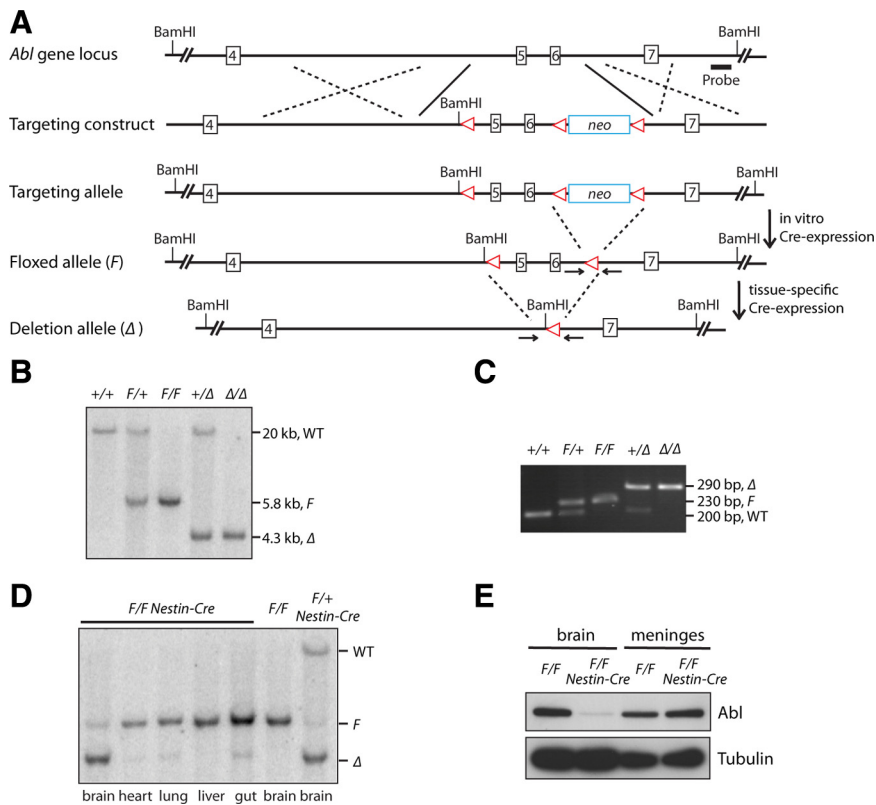 A
BamHI BamHI
Abl gene locus 4 5 6 7
Probe
BamHI
Targeting construct 4 5 6 neo 7
BamHI BamHI BamHI
Targeting allele 4 5 6 neo 7
in vitro
Cre-expression
BamHI BamHI BamHI
Floxed allele (F) 4 5 6 7
tissue-specific
Cre-expression
BamHI BamHI BamHI
Deletion allele (Δ) 4 7
B
+/+ F/+ F/F +/Δ Δ/Δ
20 kb, WT
5.8 kb, F
4.3 kb, Δ
C
+/+ F/+ F/F +/Δ Δ/Δ
290 bp, Δ
230 bp, F
200 bp, WT
D
F/F Nestin-Cre F/F F/+
Nestin-Cre
WT
F
Δ
brain heart lung liver gut brain brain
E
brain meninges
F/F F/F
Nestin-Cre F/F F/F
Nestin-Cre
Abl
Tubulin